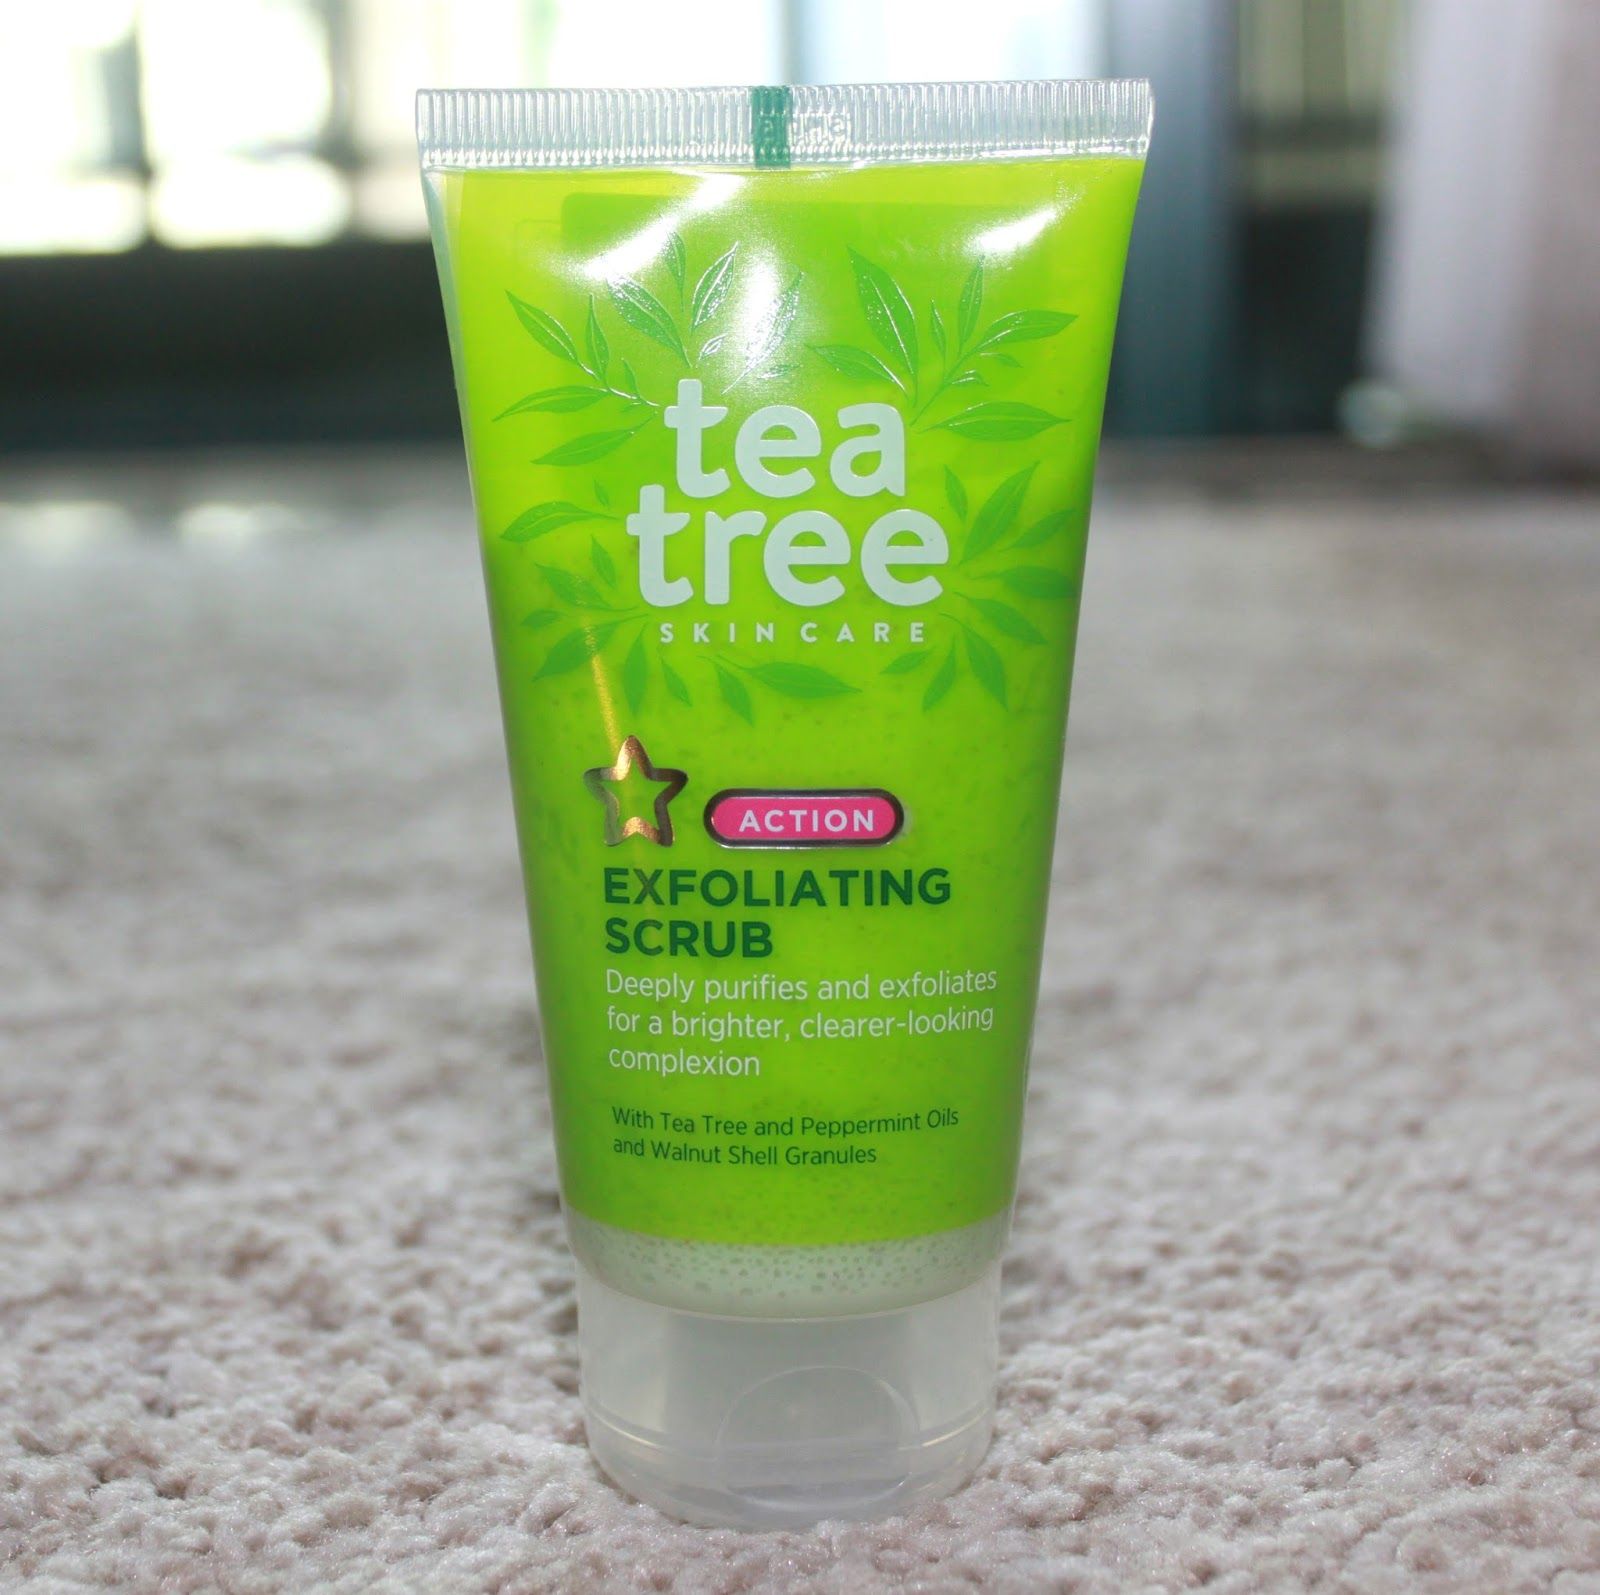 tea
tree
SKIN CARE
ACTION
EXFOLIATING
SCRUB
Deeply purifies and exfoliates
for a brighter, clearer-looking
complexion
With Tea Tree and Peppermint Oils
and Walnut Shell Granules